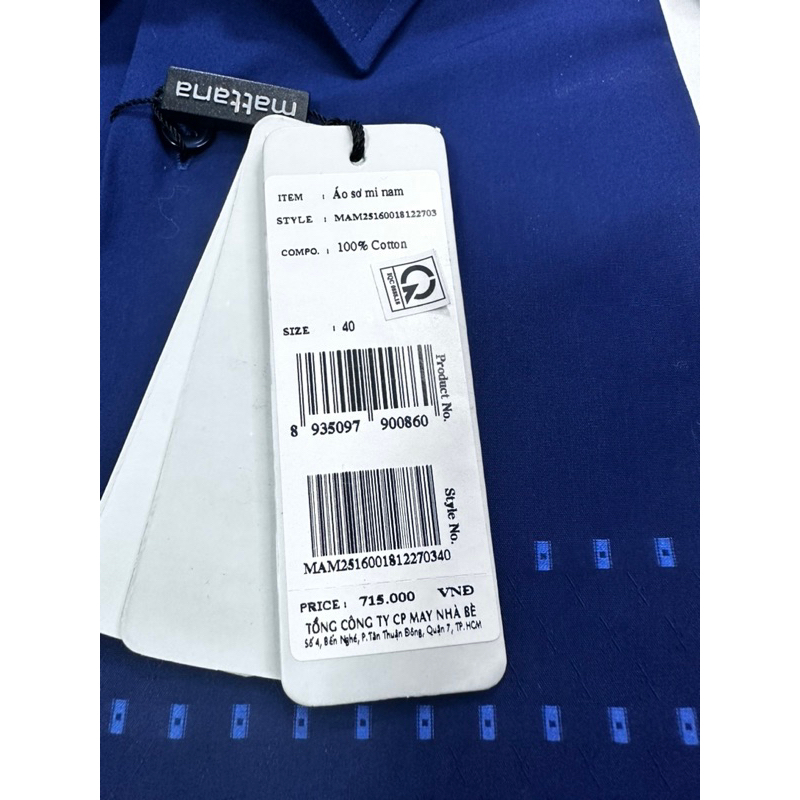 mattana
ITEM : Áo sơ mi nam
STYLE : MAM25160018122703
COMPO. : 100% Cotton
SIZE : 40
Product No.
8 935097 900860
Style No.
MAM2516001812270340
PRICE : 715.000 VNĐ
TỔNG CÔNG TY CP MAY NHÀ BÈ
Số 4, Bến Nghé, P.Tân Thuận Đông, Quận 7, TP. HCM